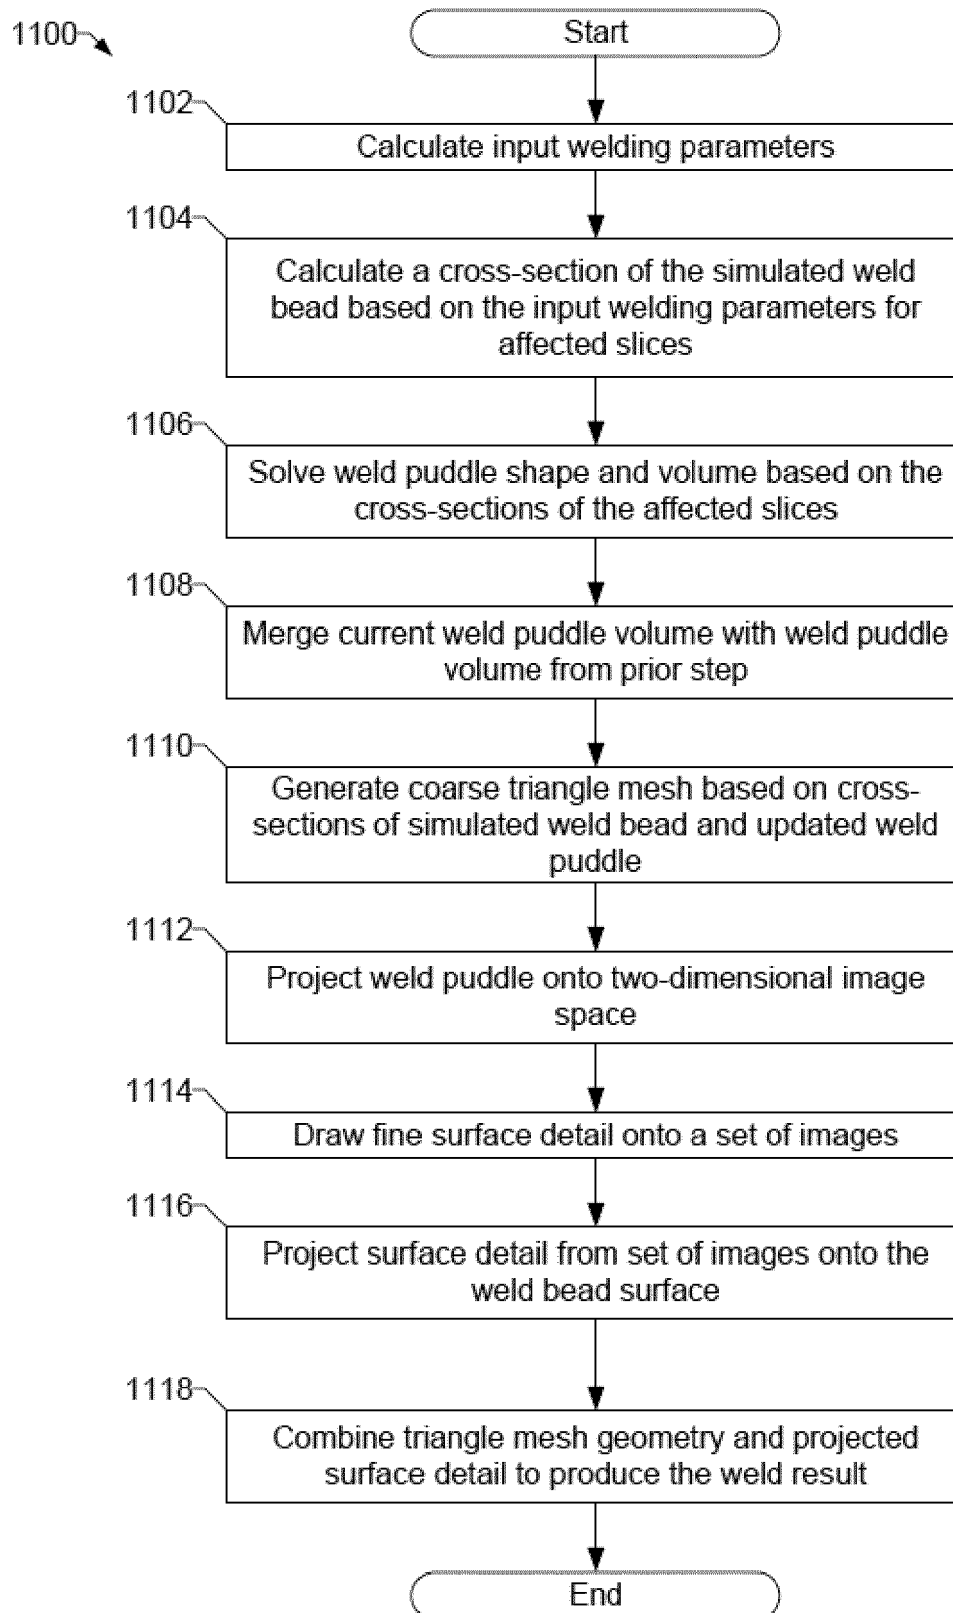 1100
Start
1102
Calculate input welding parameters
1104
Calculate a cross-section of the simulated weld
bead based on the input welding parameters for
affected slices
1106
Solve weld puddle shape and volume based on the
cross-sections of the affected slices
1108
Merge current weld puddle volume with weld puddle
volume from prior step
1110
Generate coarse triangle mesh based on cross-
sections of simulated weld bead and updated weld
puddle
1112
Project weld puddle onto two-dimensional image
space
1114
Draw fine surface detail onto a set of images
1116
Project surface detail from set of images onto the
weld bead surface
1118
Combine triangle mesh geometry and projected
surface detail to produce the weld result
End